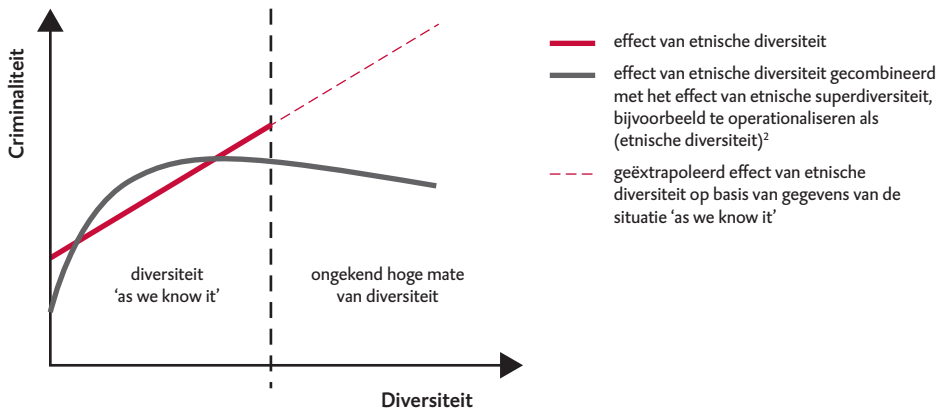 Criminaliteit
diversiteit
‘as we know it’
ongekend hoge mate
van diversiteit
Diversiteit
effect van etnische diversiteit
effect van etnische diversiteit gecombineerd
met het effect van etnische superdiversiteit,
bijvoorbeeld te operationaliseren als
(etnische diversiteit)²
geëxtrapoleerd effect van etnische
diversiteit op basis van gegevens van de
situatie ‘as we know it’